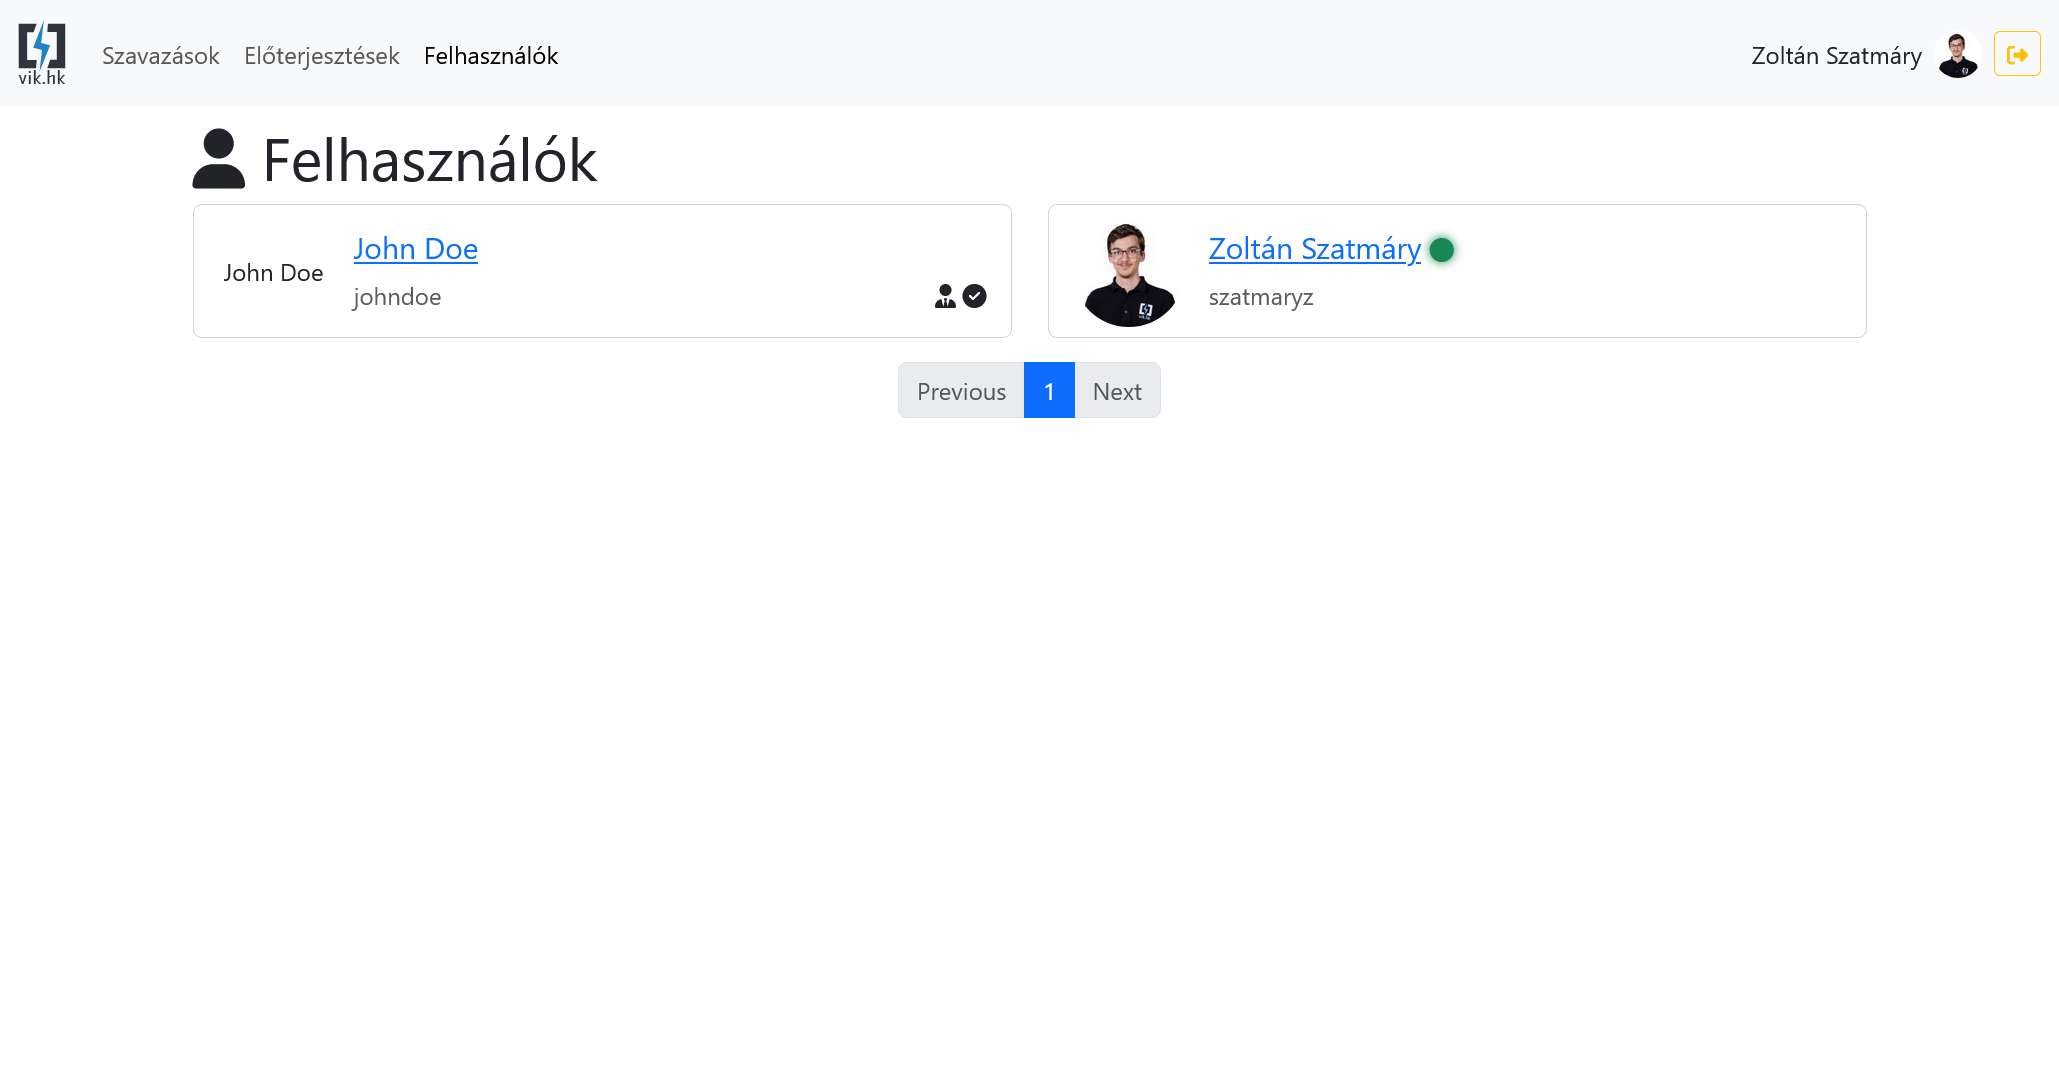 vik.hk
Szavazások Előterjesztések Felhasználók
Zoltán Szatmáry
Felhasználók
John Doe
John Doe
johndoe
Zoltán Szatmáry
szatmaryz
Previous 1 Next